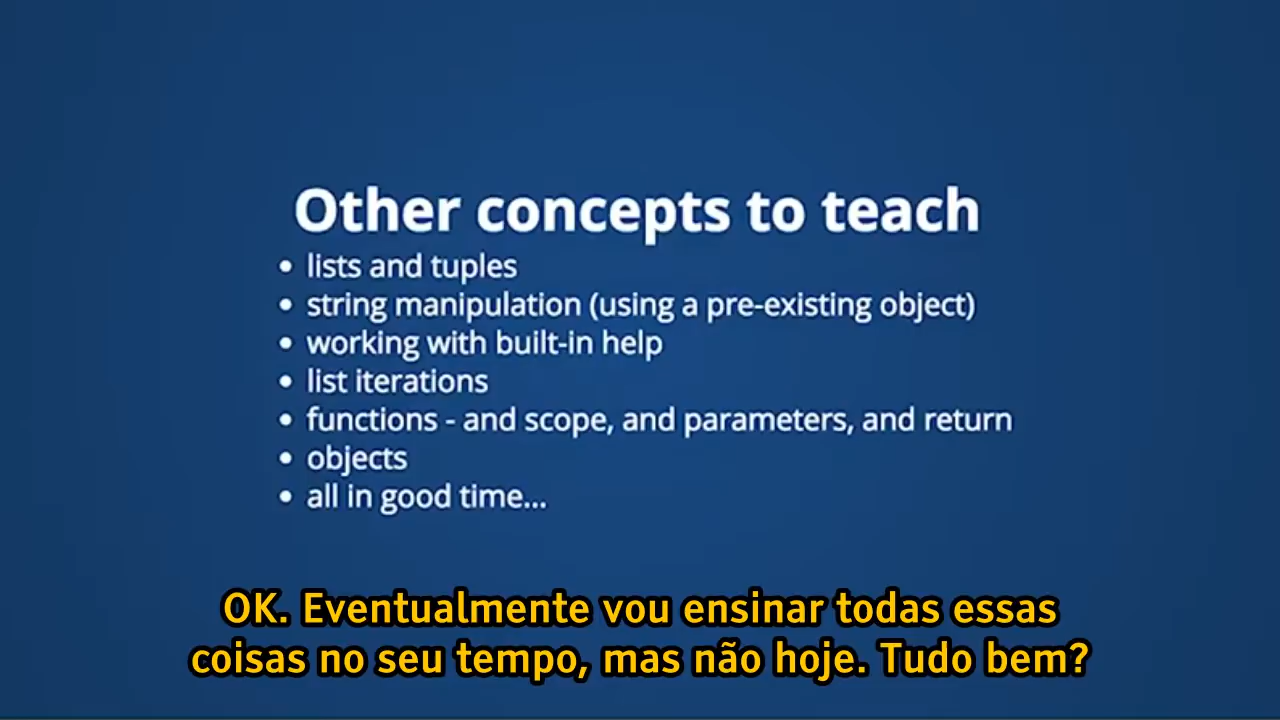 Other concepts to teach
• lists and tuples
• string manipulation (using a pre-existing object)
• working with built-in help
• list iterations
• functions - and scope, and parameters, and return
• objects
• all in good time...
OK. Eventualmente vou ensinar todas essas
coisas no seu tempo, mas não hoje. Tudo bem?